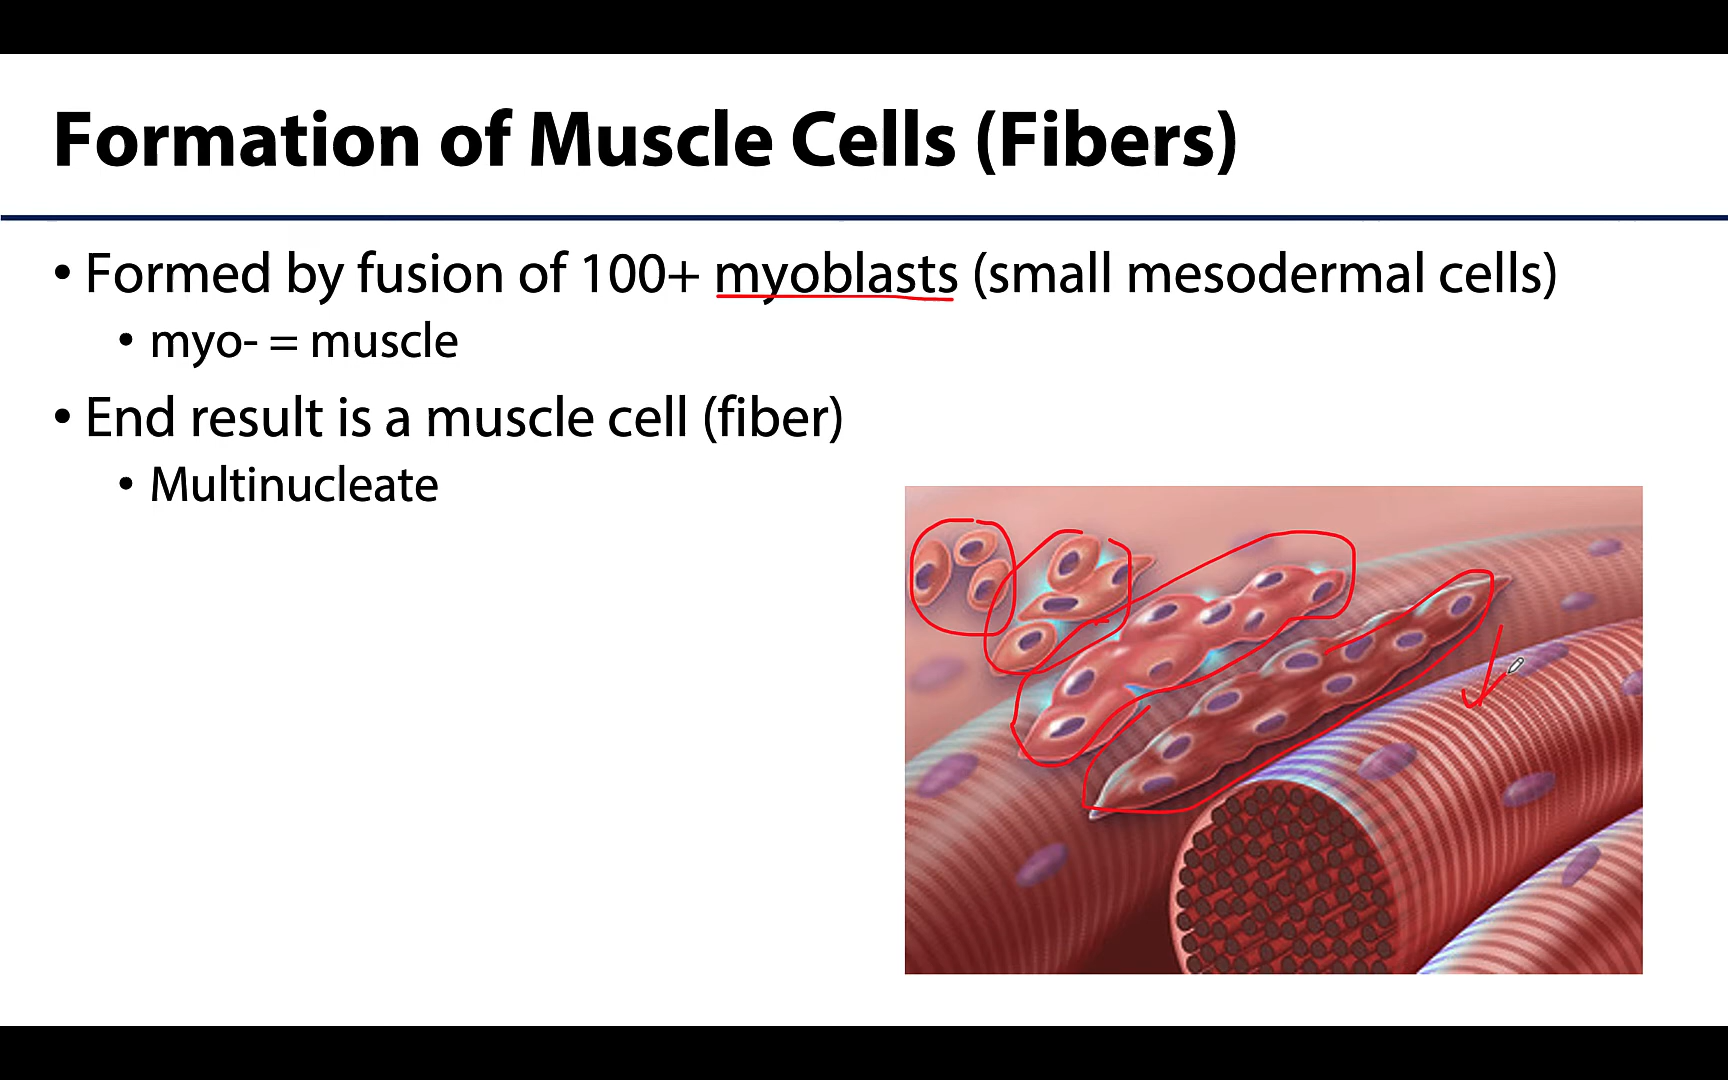 Formation of Muscle Cells (Fibers)
• Formed by fusion of 100+ myoblasts (small mesodermal cells)
• myo- = muscle
• End result is a muscle cell (fiber)
• Multinucleate